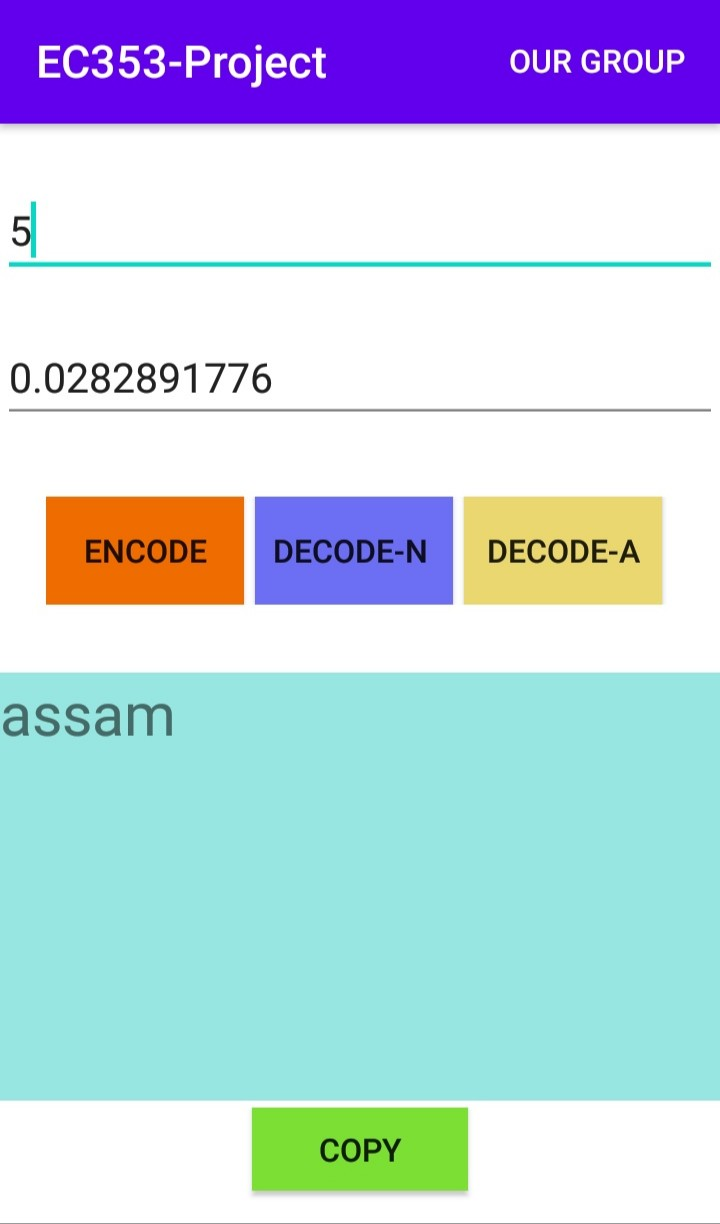 EC353-Project OUR GROUP
5
0.0282891776
ENCODE DECODE-N DECODE-A
assam
COPY